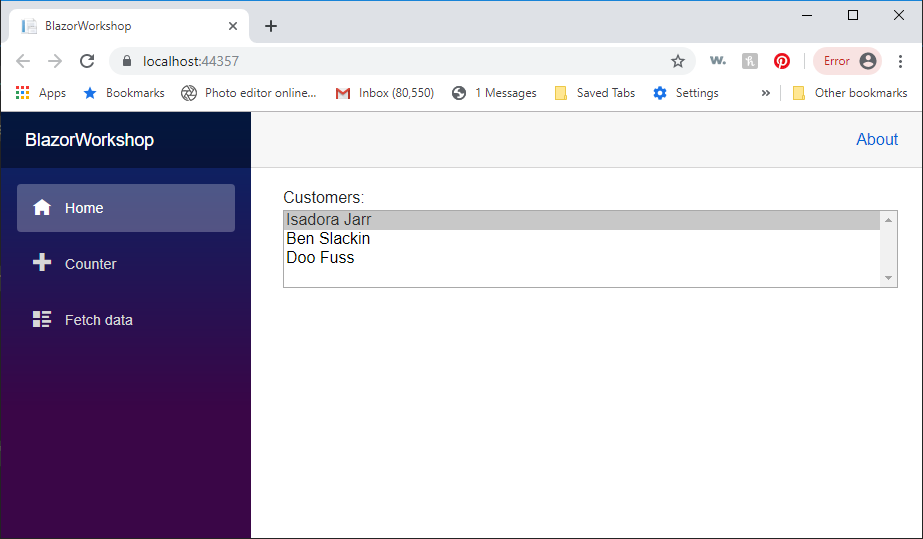 BlazorWorkshop
localhost:44357
w.
Error
Apps
Bookmarks
Photo editor online...
Inbox (80,550)
1 Messages
Saved Tabs
Settings
»
Other bookmarks
BlazorWorkshop
About
Home
Counter
Fetch data
Customers:
Isadora Jarr
Ben Slackin
Doo Fuss